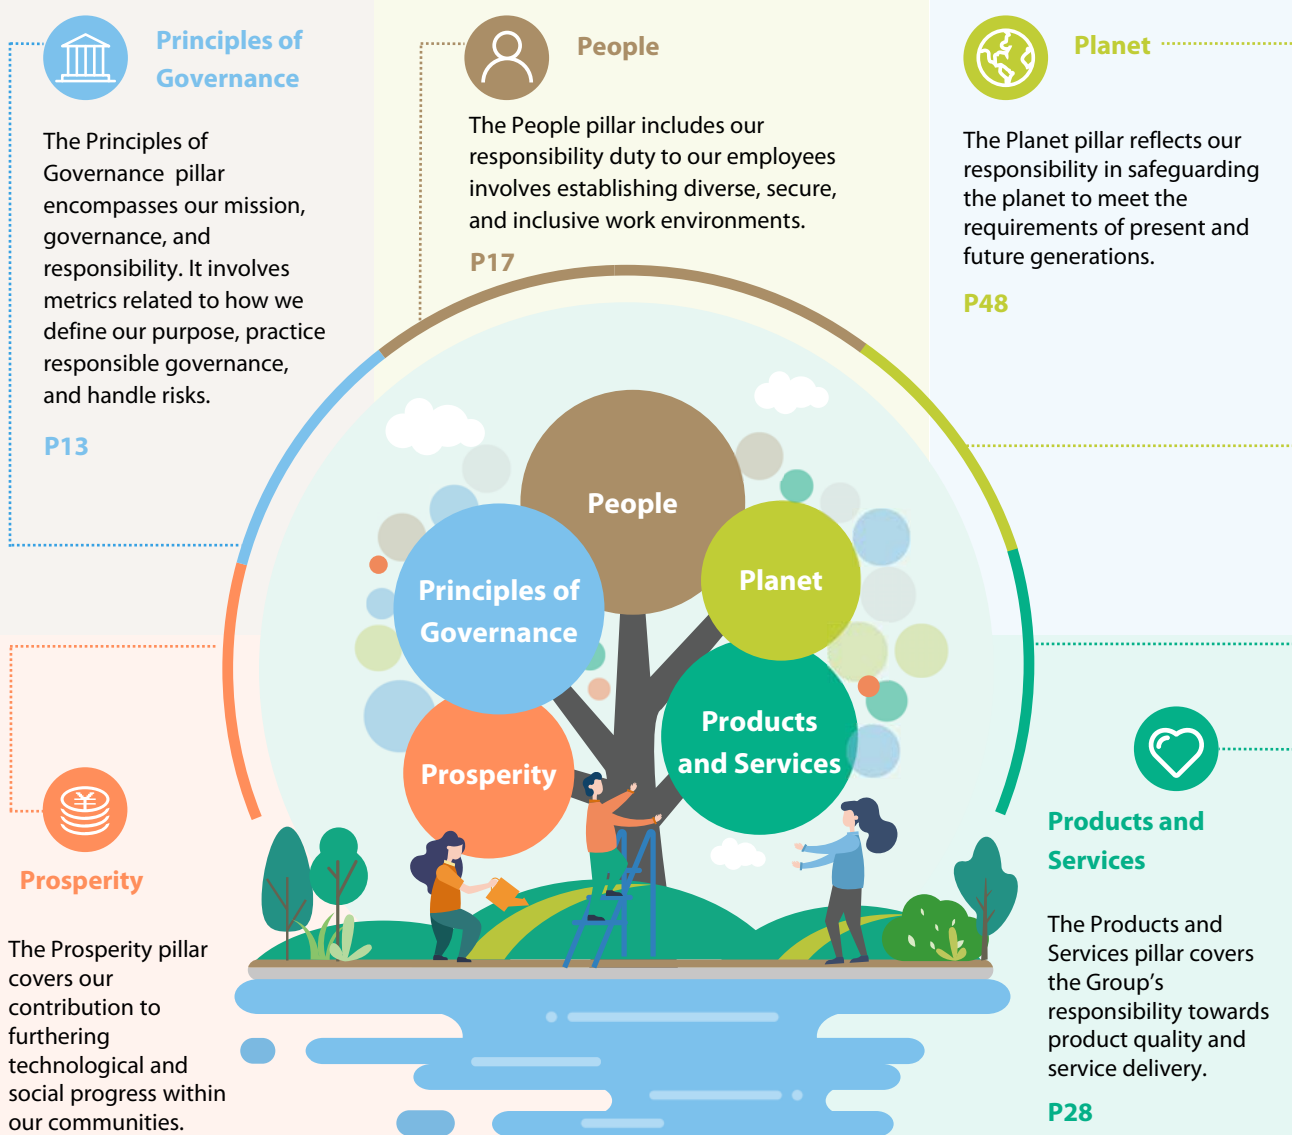 Principles of
Governance
The Principles of
Governance pillar
encompasses our mission,
governance, and
responsibility. It involves
metrics related to how we
define our purpose, practice
responsible governance,
and handle risks.
P13
People
The People pillar includes our
responsibility duty to our employees
involves establishing diverse, secure,
and inclusive work environments.
P17
Planet
The Planet pillar reflects our
responsibility in safeguarding
the planet to meet the
requirements of present and
future generations.
P48
People
Principles of
Governance
Planet
Products
and Services
Prosperity
¥
Prosperity
The Prosperity pillar
covers our
contribution to
furthering
technological and
social progress within
our communities.
Products and
Services
The Products and
Services pillar covers
the Group’s
responsibility towards
product quality and
service delivery.
P28